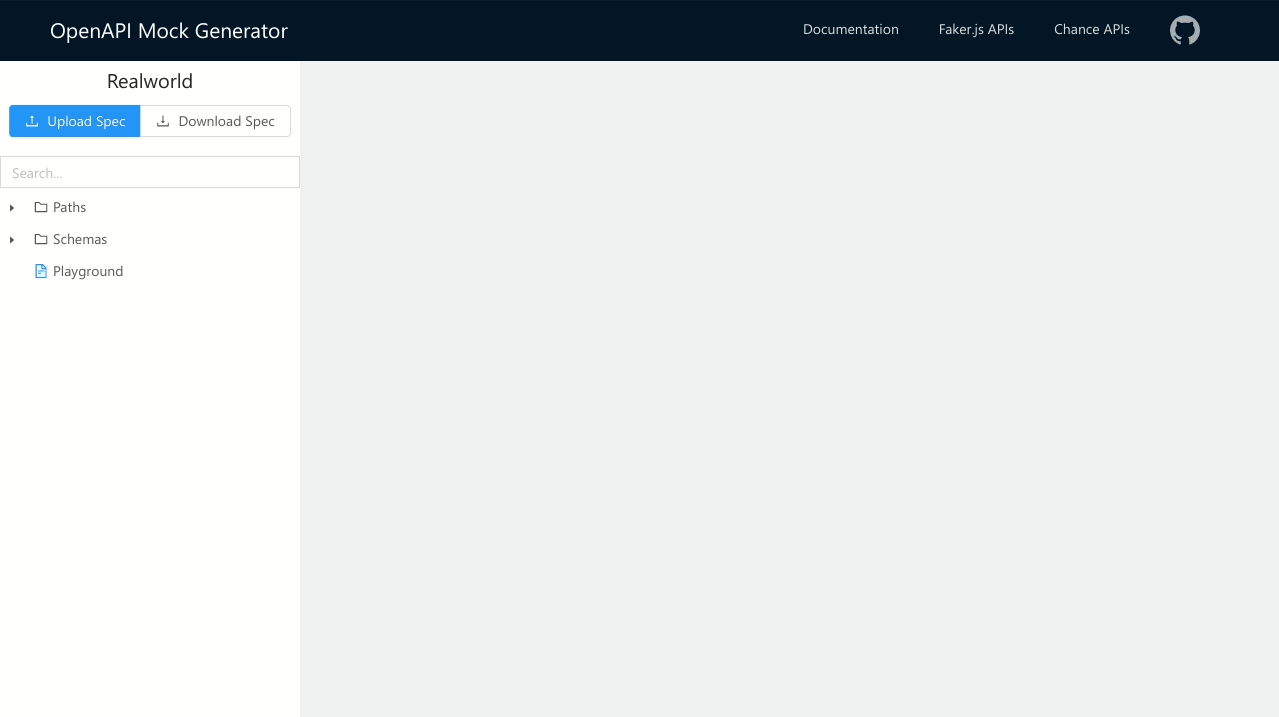 OpenAPI Mock Generator
Documentation
Faker.js APIs
Chance APIs
Realworld
Upload Spec
Download Spec
Search...
Paths
Schemas
Playground